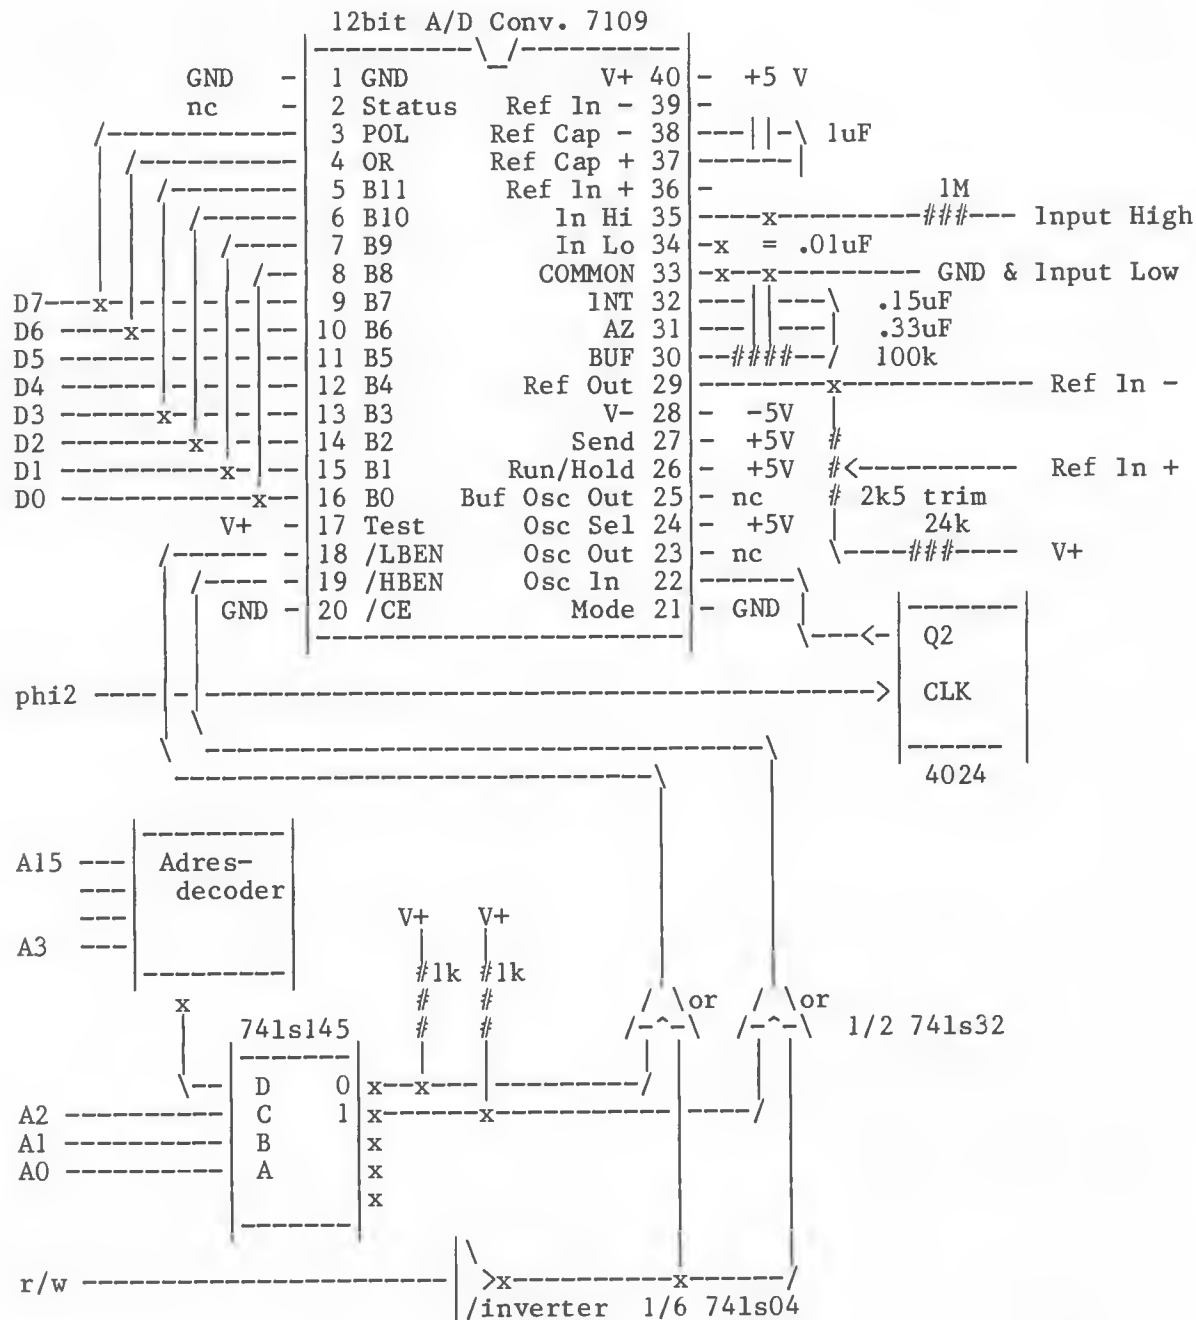 12bit A/D Conv. 7109
GND - 1 GND V+ 40 - +5 V
nc - 2 Status Ref In - 39 -
3 POL Ref Cap - 38 1uF
4 OR Ref Cap + 37
5 B11 Ref In + 36 - 1M
6 B10 In Hi 35 x ### Input High
7 B9 In Lo 34 -x = .01uF
8 B8 COMMON 33 x x GND & Input Low
D7 x 9 B7 INT 32 .15uF
D6 x 10 B6 AZ 31 .33uF
D5 11 B5 BUF 30 #### 100k
D4 12 B4 Ref Out 29 x Ref In -
D3 x 13 B3 V- 28 - -5V
D2 x 14 B2 Send 27 - +5V #
D1 x 15 B1 Run/Hold 26 - +5V #< Ref In +
D0 x 16 B0 Buf Osc Out 25 - nc # 2k5 trim
V+ - 17 Test Osc Sel 24 - +5V 24k
18 /LBEN Osc Out 23 - nc ### V+
19 /HBEN Osc In 22
GND - 20 /CE Mode 21 - GND
Q2
phi2 CLK
4024
A15 Adres-
decoder
V+ V+
A3
#1k #1k
# # or or
x 74ls145 # # 1/2 74ls32
D 0 x x
A2 C 1 x x
A1 B x
A0 A x
x
r/w >x x
inverter 1/6 74ls04